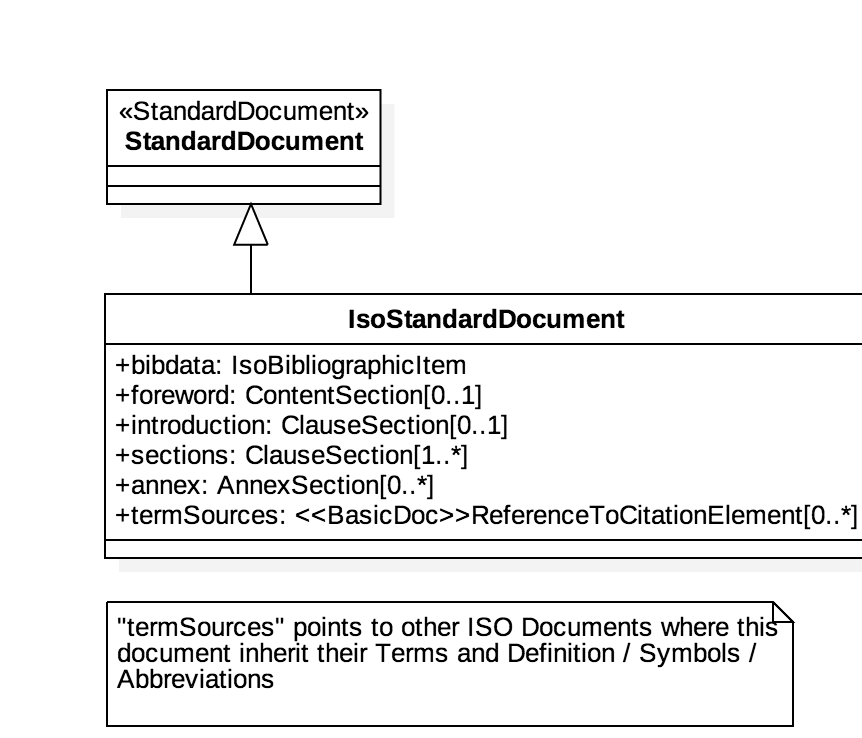 «StandardDocument»
StandardDocument
IsoStandardDocument
+bibdata: IsoBibliographicItem
+foreword: ContentSection[0..1]
+introduction: ClauseSection[0..1]
+sections: ClauseSection[1..*]
+annex: AnnexSection[0..*]
+termSources: <<BasicDoc>>ReferenceToCitationElement[0..*]
"termSources" points to other ISO Documents where this
document inherit their Terms and Definition / Symbols /
Abbreviations